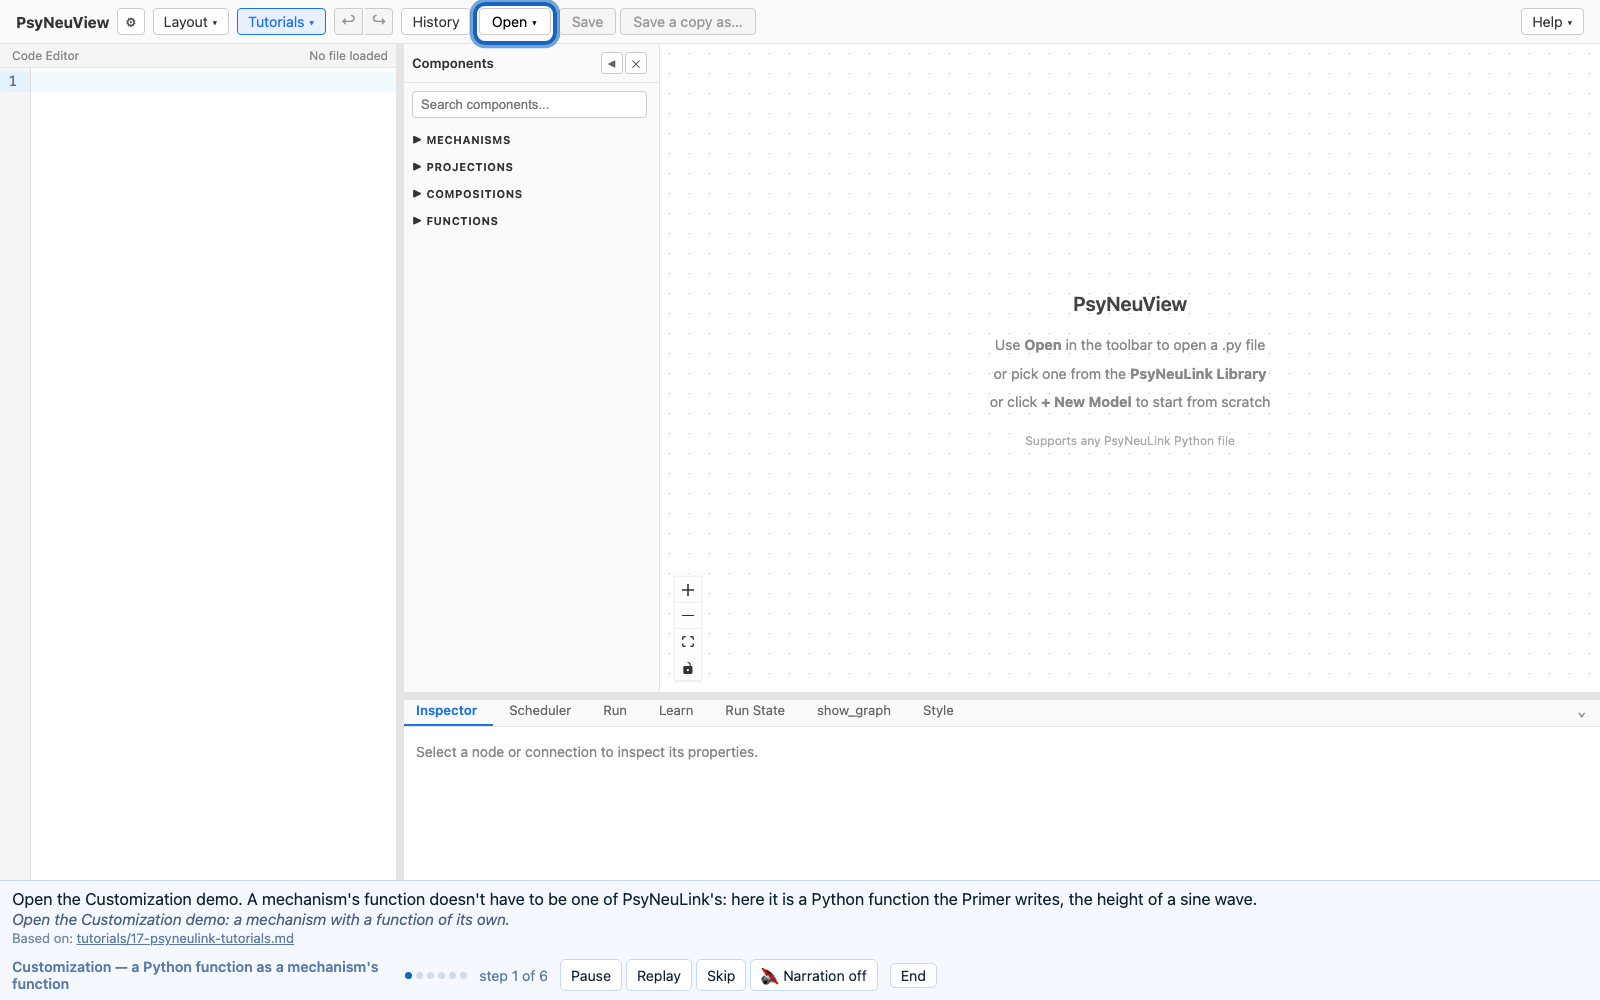 PsyNeuView
Layout ▾
Tutorials ▾
History
Open ▾
Save
Save a copy as...
Help ▾
Code Editor
No file loaded
1
Components
Search components...
MECHANISMS
PROJECTIONS
COMPOSITIONS
FUNCTIONS
PsyNeuView
Use Open in the toolbar to open a .py file
or pick one from the PsyNeuLink Library
or click + New Model to start from scratch
Supports any PsyNeuLink Python file
Inspector
Scheduler
Run
Learn
Run State
show_graph
Style
Select a node or connection to inspect its properties.
Open the Customization demo. A mechanism's function doesn't have to be one of PsyNeuLink's: here it is a Python function the Primer writes, the height of a sine wave.
Open the Customization demo: a mechanism with a function of its own.
Based on: tutorials/17-psyneulink-tutorials.md
Customization — a Python function as a mechanism's
function
step 1 of 6
Pause
Replay
Skip
Narration off
End